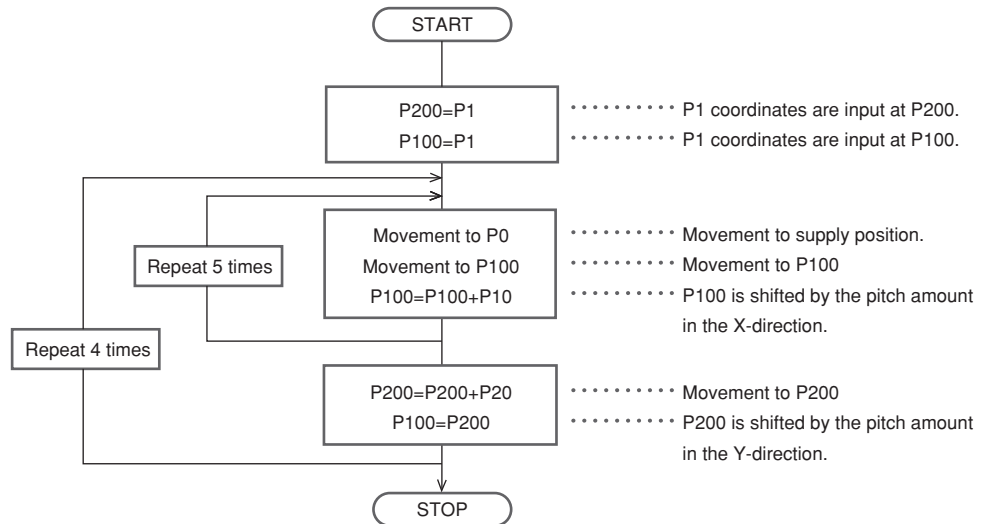 START
P200=P1
P1 coordinates are input at P200.
P100=P1
P1 coordinates are input at P100.
Movement to P0
Movement to supply position.
Repeat 5 times
Movement to P100
Movement to P100
P100=P100+P10
P100 is shifted by the pitch amount
in the X-direction.
Repeat 4 times
P200=P200+P20
Movement to P200
P100=P200
P200 is shifted by the pitch amount
in the Y-direction.
STOP